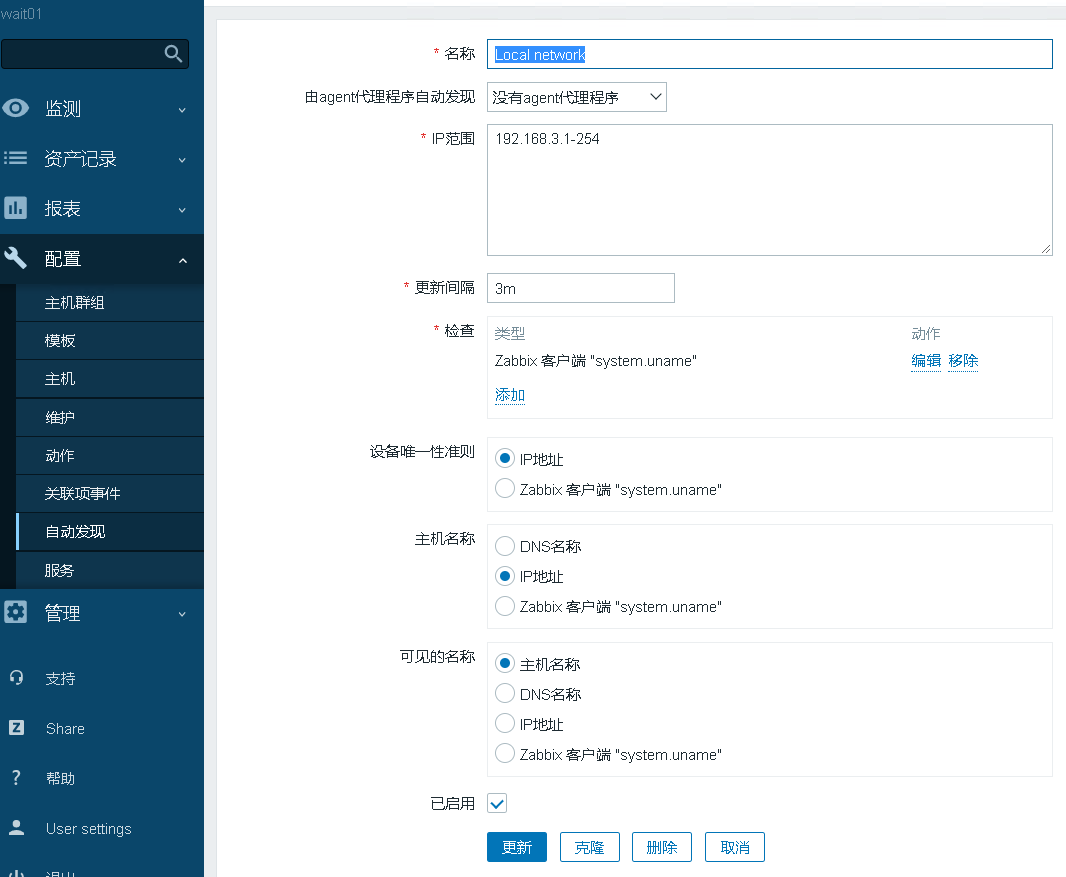 wait01
监测
资产记录
报表
配置
主机群组
模板
主机
维护
动作
关联项事件
自动发现
服务
管理
支持
Share
帮助
User settings
* 名称 Local network
由agent代理程序自动发现 没有agent代理程序
* IP范围 192.168.3.1-254
* 更新间隔 3m
* 检查 类型 动作
Zabbix 客户端 "system.uname" 编辑 移除
添加
设备唯一性准则 IP地址
Zabbix 客户端 "system.uname"
主机名称 DNS名称
IP地址
Zabbix 客户端 "system.uname"
可见的名称 主机名称
DNS名称
IP地址
Zabbix 客户端 "system.uname"
已启用
更新 克隆 删除 取消